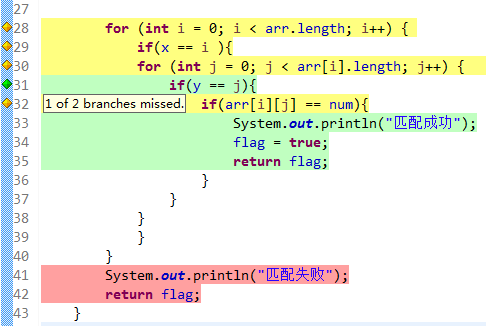 27
28 for (int i = 0; i < arr.length; i++) {
29 if(x == i ){
30 for (int j = 0; j < arr[i].length; j++) {
31 if(y == j){
32 1 of 2 branches missed. if(arr[i][j] == num){
33 System.out.println("匹配成功");
34 flag = true;
35 return flag;
36 }
37 }
38 }
39 }
40 }
41 System.out.println("匹配失败");
42 return flag;
43 }